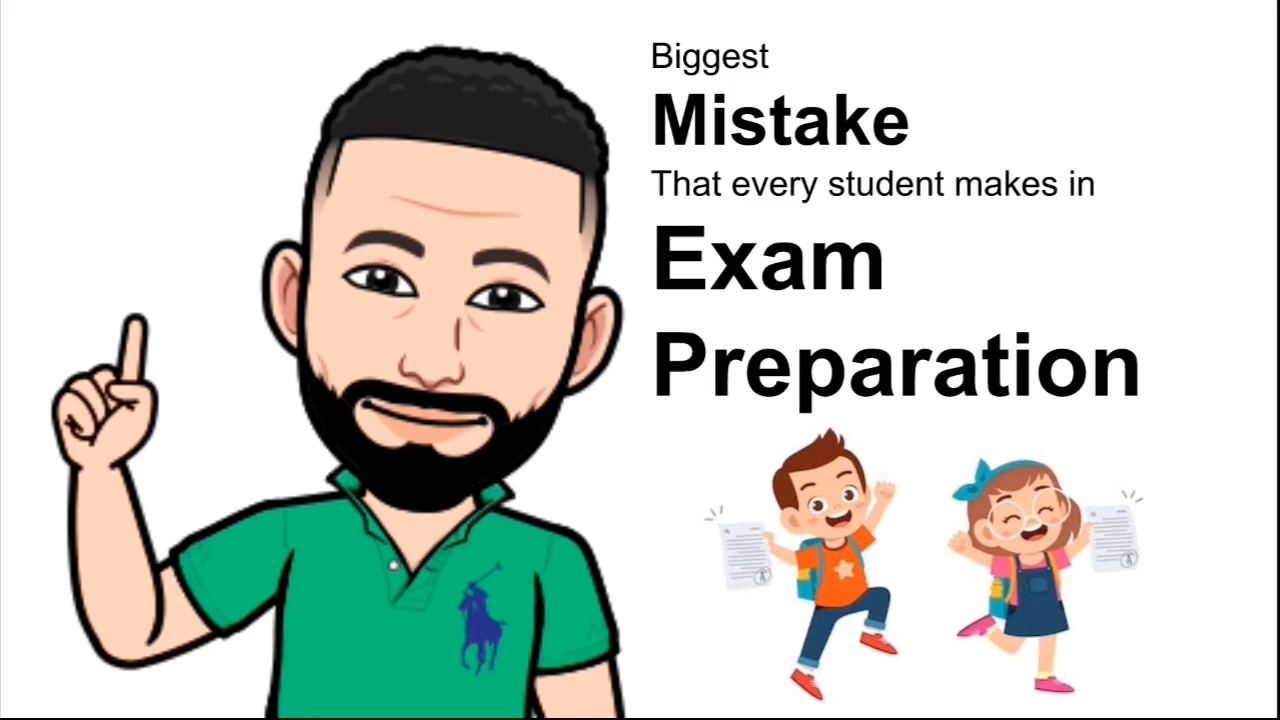 Biggest
Mistake
That every student makes in
Exam
Preparation